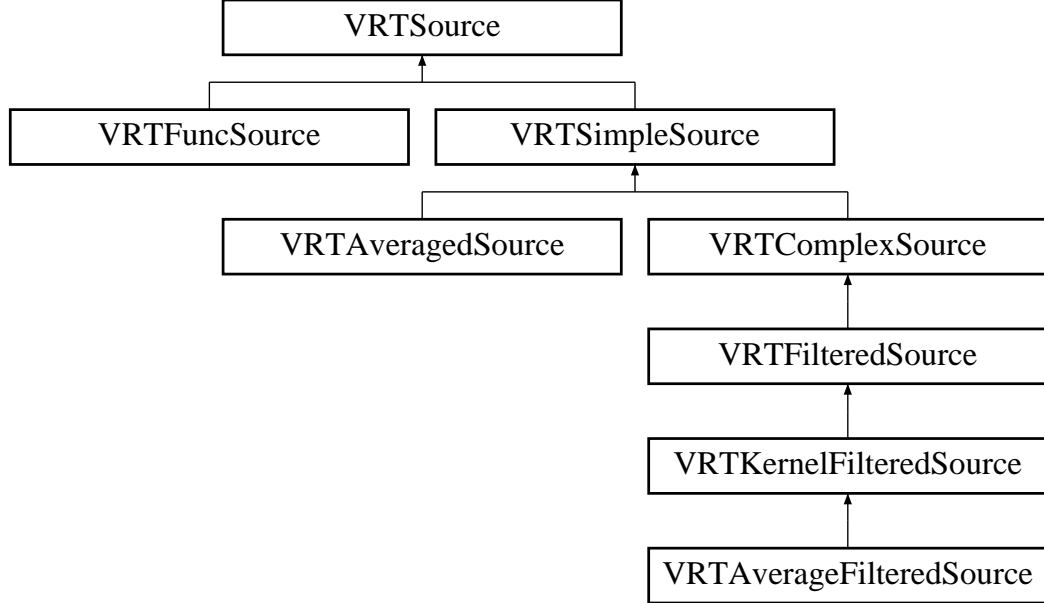 VRTSource
VRTFuncSource
VRTSimpleSource
VRTAveragedSource
VRTComplexSource
VRTFilteredSource
VRTKernelFilteredSource
VRTAverageFilteredSource